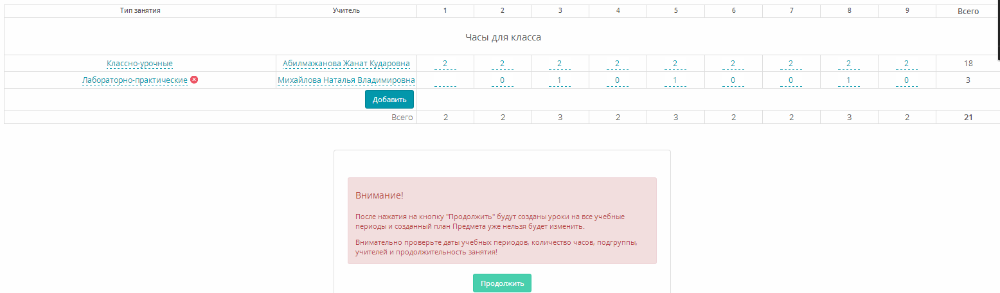 Тип занятия Учитель 1 2 3 4 5 6 7 8 9 Всего
Часы для класса
Классно-урочные Абилмажанова Жанат Кударовна 2 2 2 2 2 2 2 2 2 18
Лабораторно-практические Михайлова Наталья Владимировна 0 1 0 1 0 0 1 0 3
Добавить
Всего 2 2 3 2 3 2 2 3 2 21
Внимание!
После нажатия на кнопку "Продолжить" будут созданы уроки на все учебные
периоды и созданный план Предмета уже нельзя будет изменить.
Внимательно проверьте даты учебных периодов, количество часов, подгруппы,
учителей и продолжительность занятия!
Продолжить